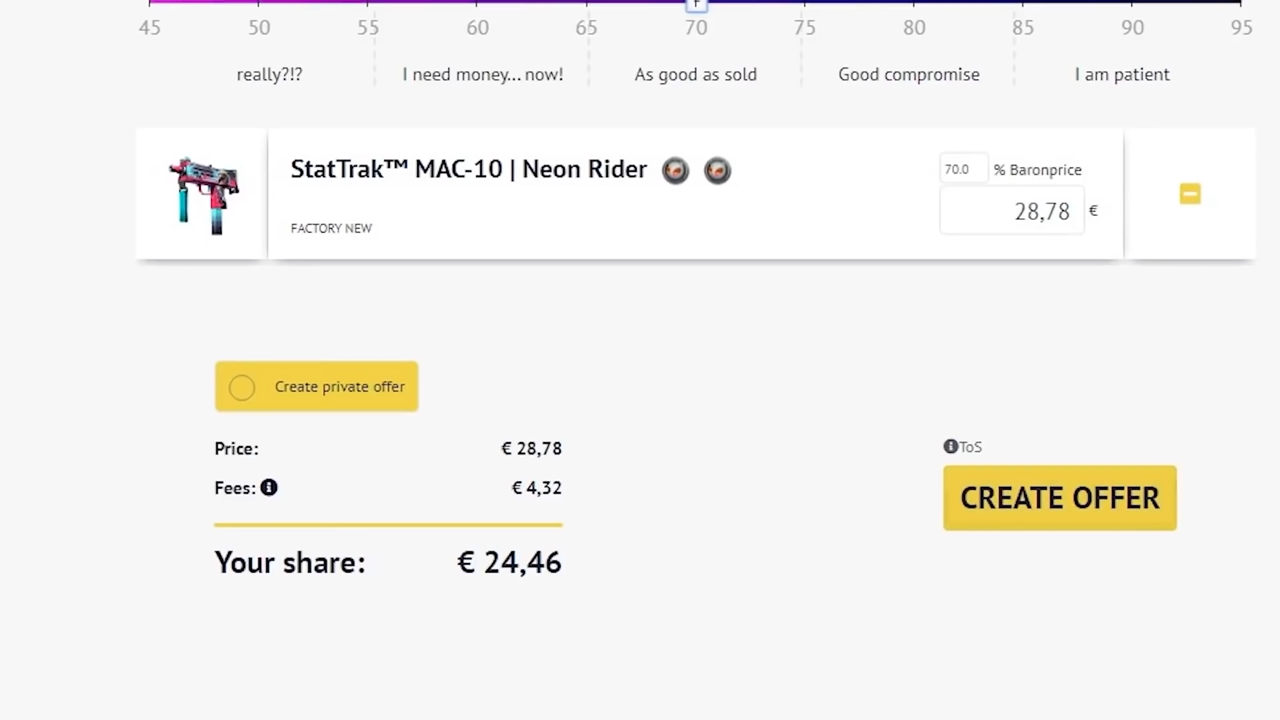 45 50 55 60 65 70 75 80 85 90 95
really?!? I need money... now! As good as sold Good compromise I am patient
StatTrak™ MAC-10 | Neon Rider
70.0 % Baronprice
28,78 €
FACTORY NEW
Create private offer
Price: € 28,78
ToS
Fees: € 4,32
CREATE OFFER
Your share: € 24,46